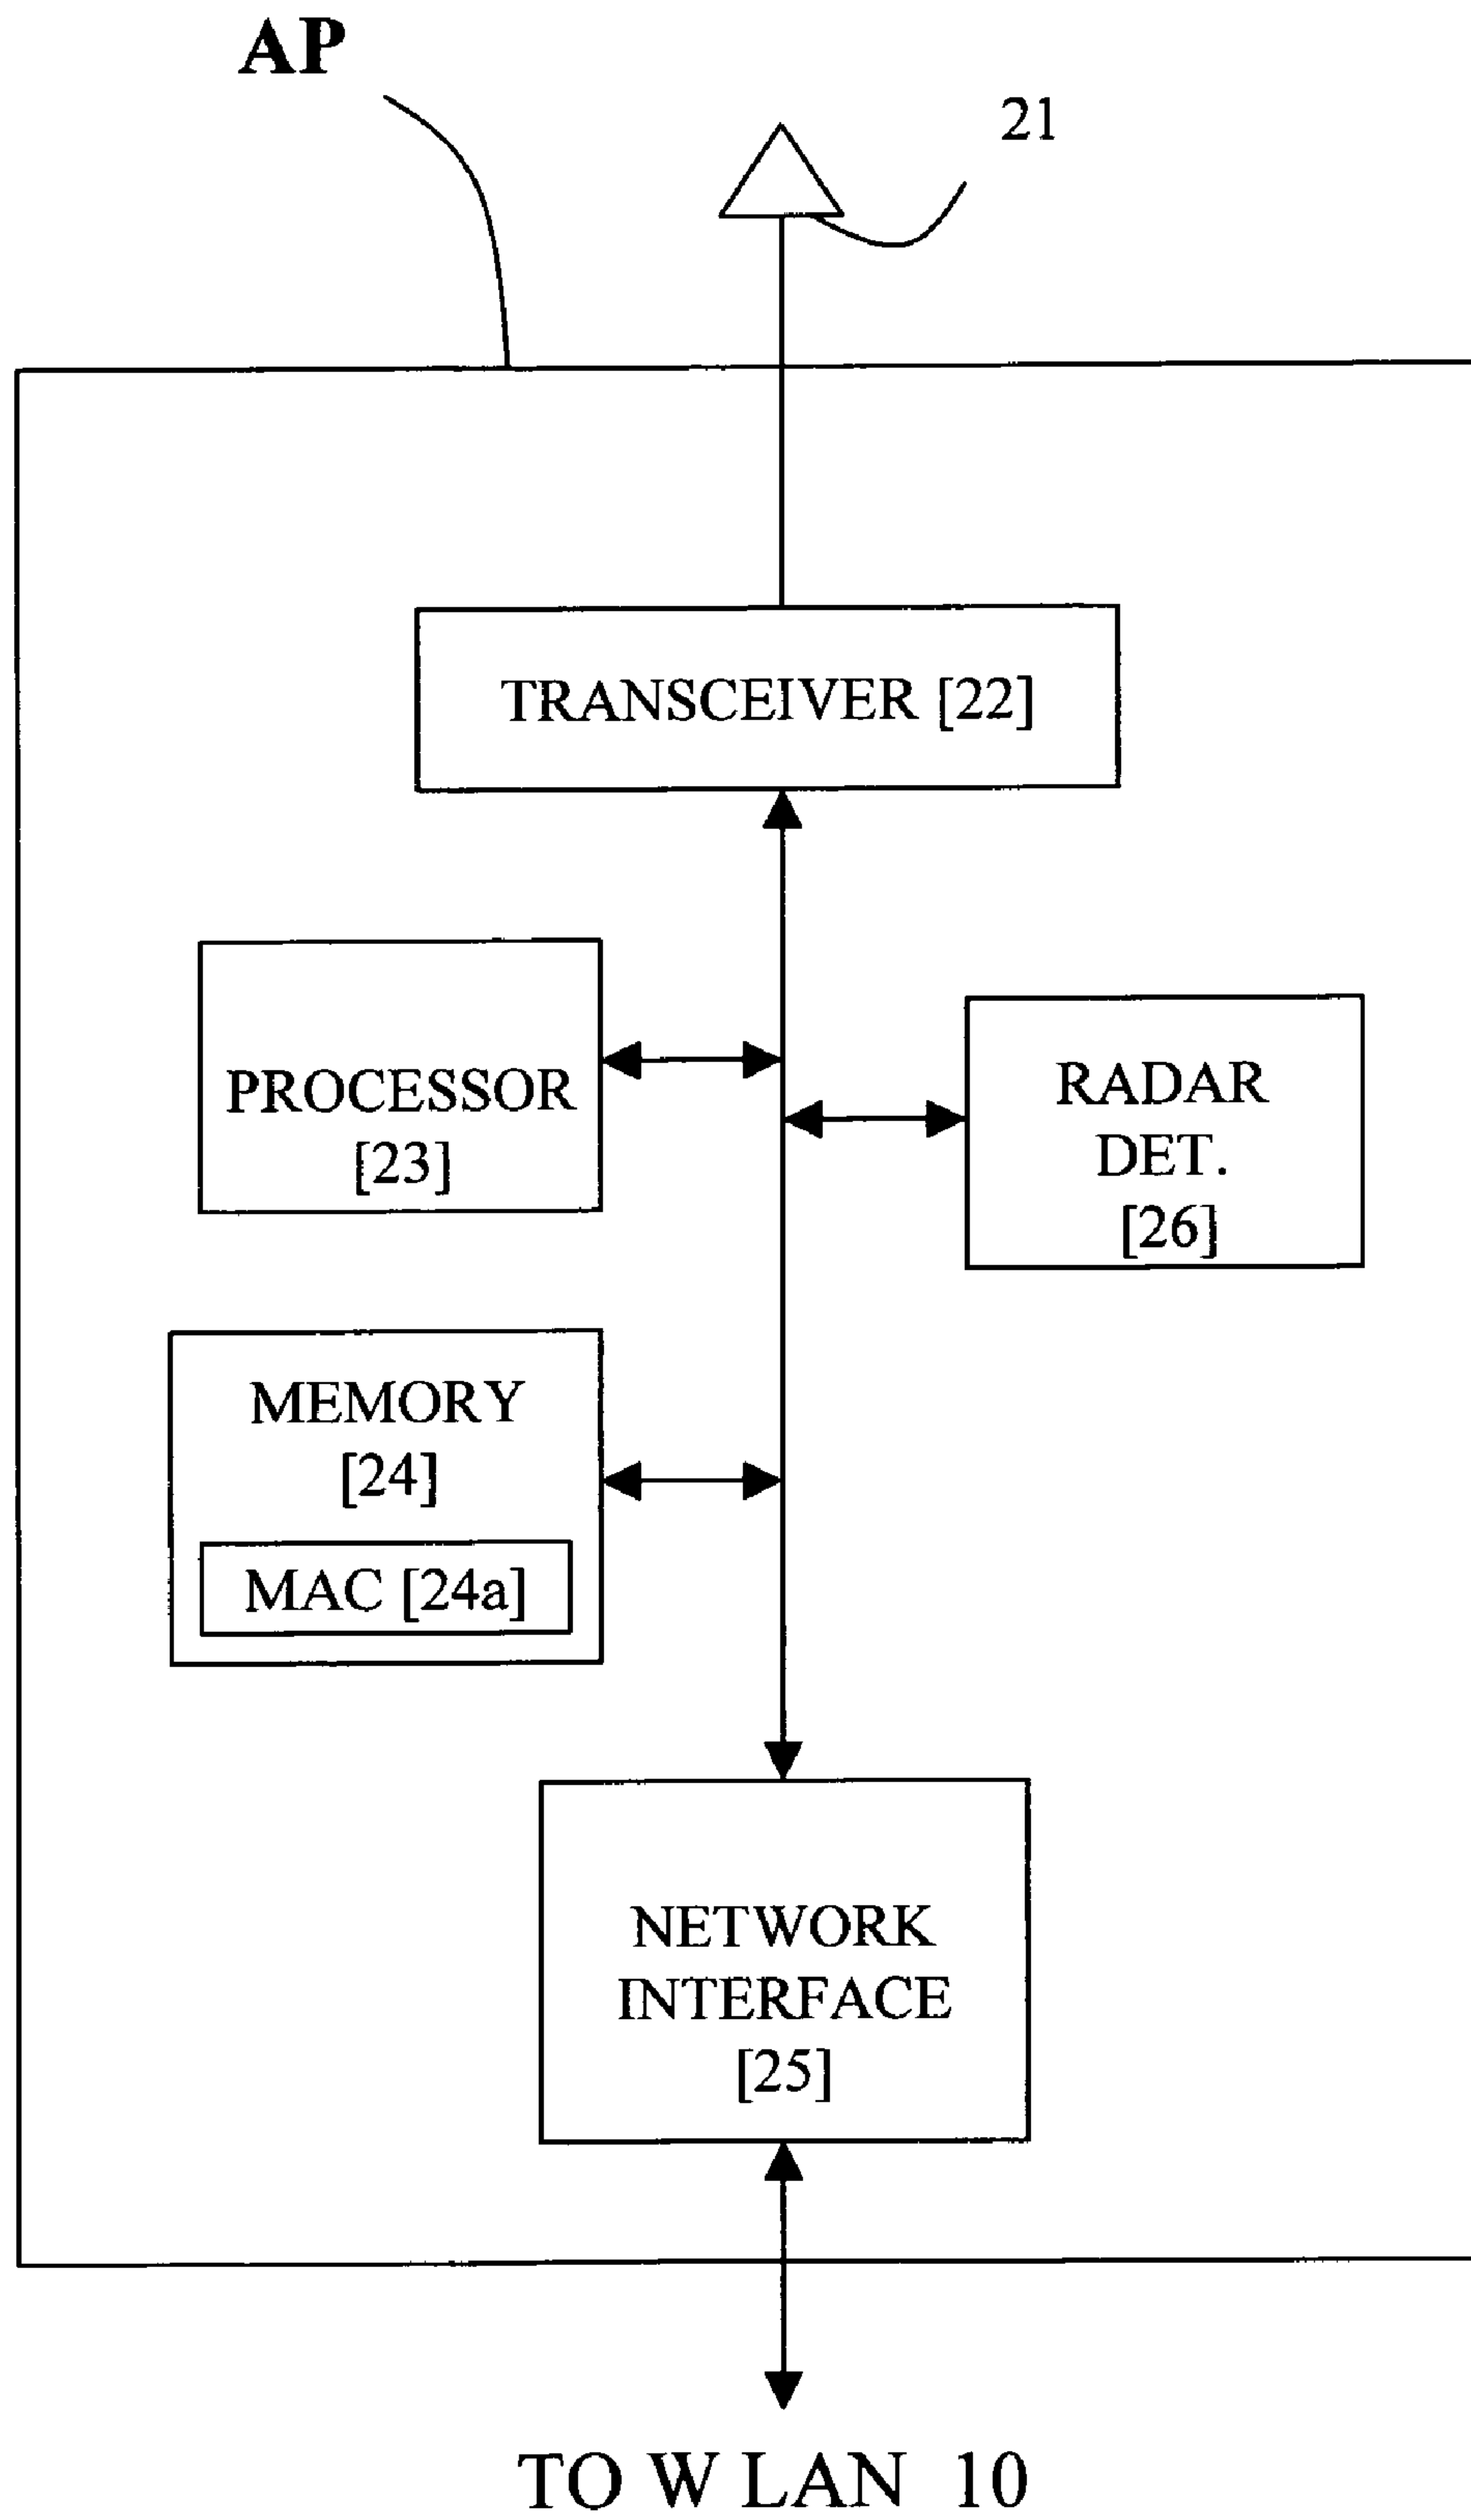 AP
21
TRANSCEIVER [22]
PROCESSOR
[23]
RADAR
DET.
[26]
MEMORY
[24]
MAC [24a]
NETWORK
INTERFACE
[25]
TO W LAN 10